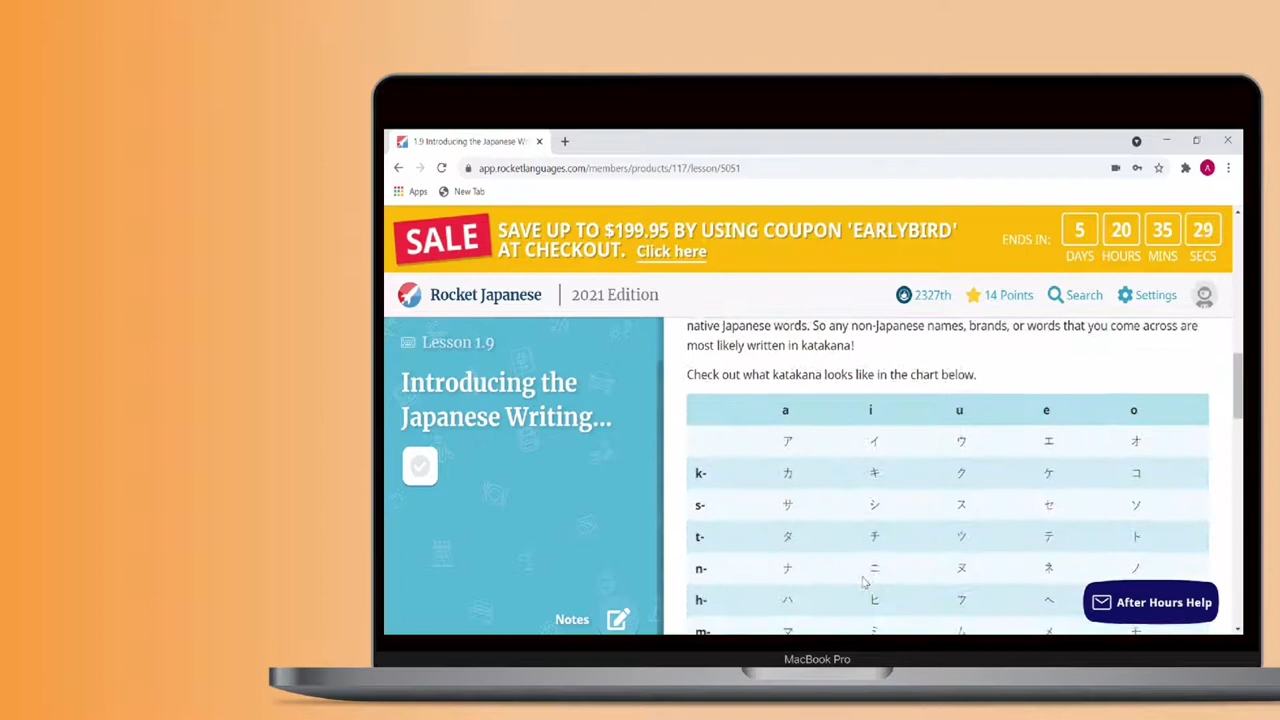 1.9 Introducing the Japanese Wr
app.rocketlanguages.com/members/products/117/lesson/5051
Apps New Tab
SALE
SAVE UP TO $199.95 BY USING COUPON 'EARLYBIRD'
AT CHECKOUT. Click here
ENDS IN: 5 20 35 29
DAYS HOURS MINS SECS
Rocket Japanese | 2021 Edition
2327th 14 Points Search Settings
Lesson 1.9
Introducing the
Japanese Writing...
Notes
native Japanese words. So any non-Japanese names, brands, or words that you come across are
most likely written in katakana!
Check out what katakana looks like in the chart below.
a i u e o
ア イ ウ エ オ
k- カ キ ク ケ コ
s- サ シ ス セ ソ
t- タ チ ツ テ ト
n- ナ ニ ヌ ネ ノ
h- ハ ヒ フ ヘ
m- マ ミ ム メ モ
After Hours Help
MacBook Pro
A